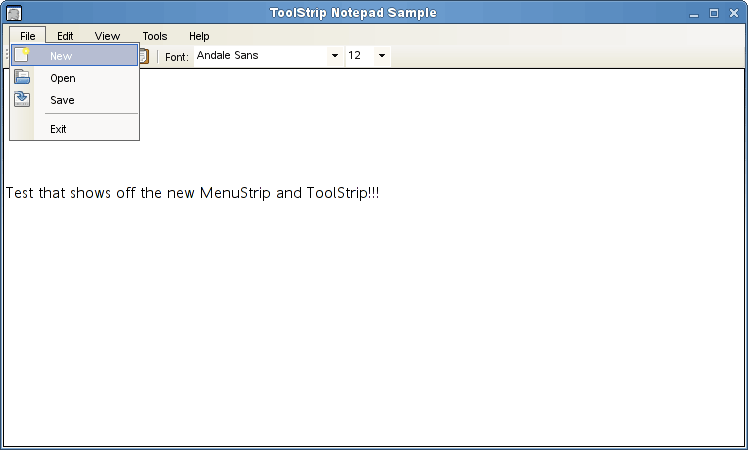 ToolStrip Notepad Sample
File Edit View Tools Help
New
Font: Andale Sans 12
Open
Save
Exit
Test that shows off the new MenuStrip and ToolStrip!!!